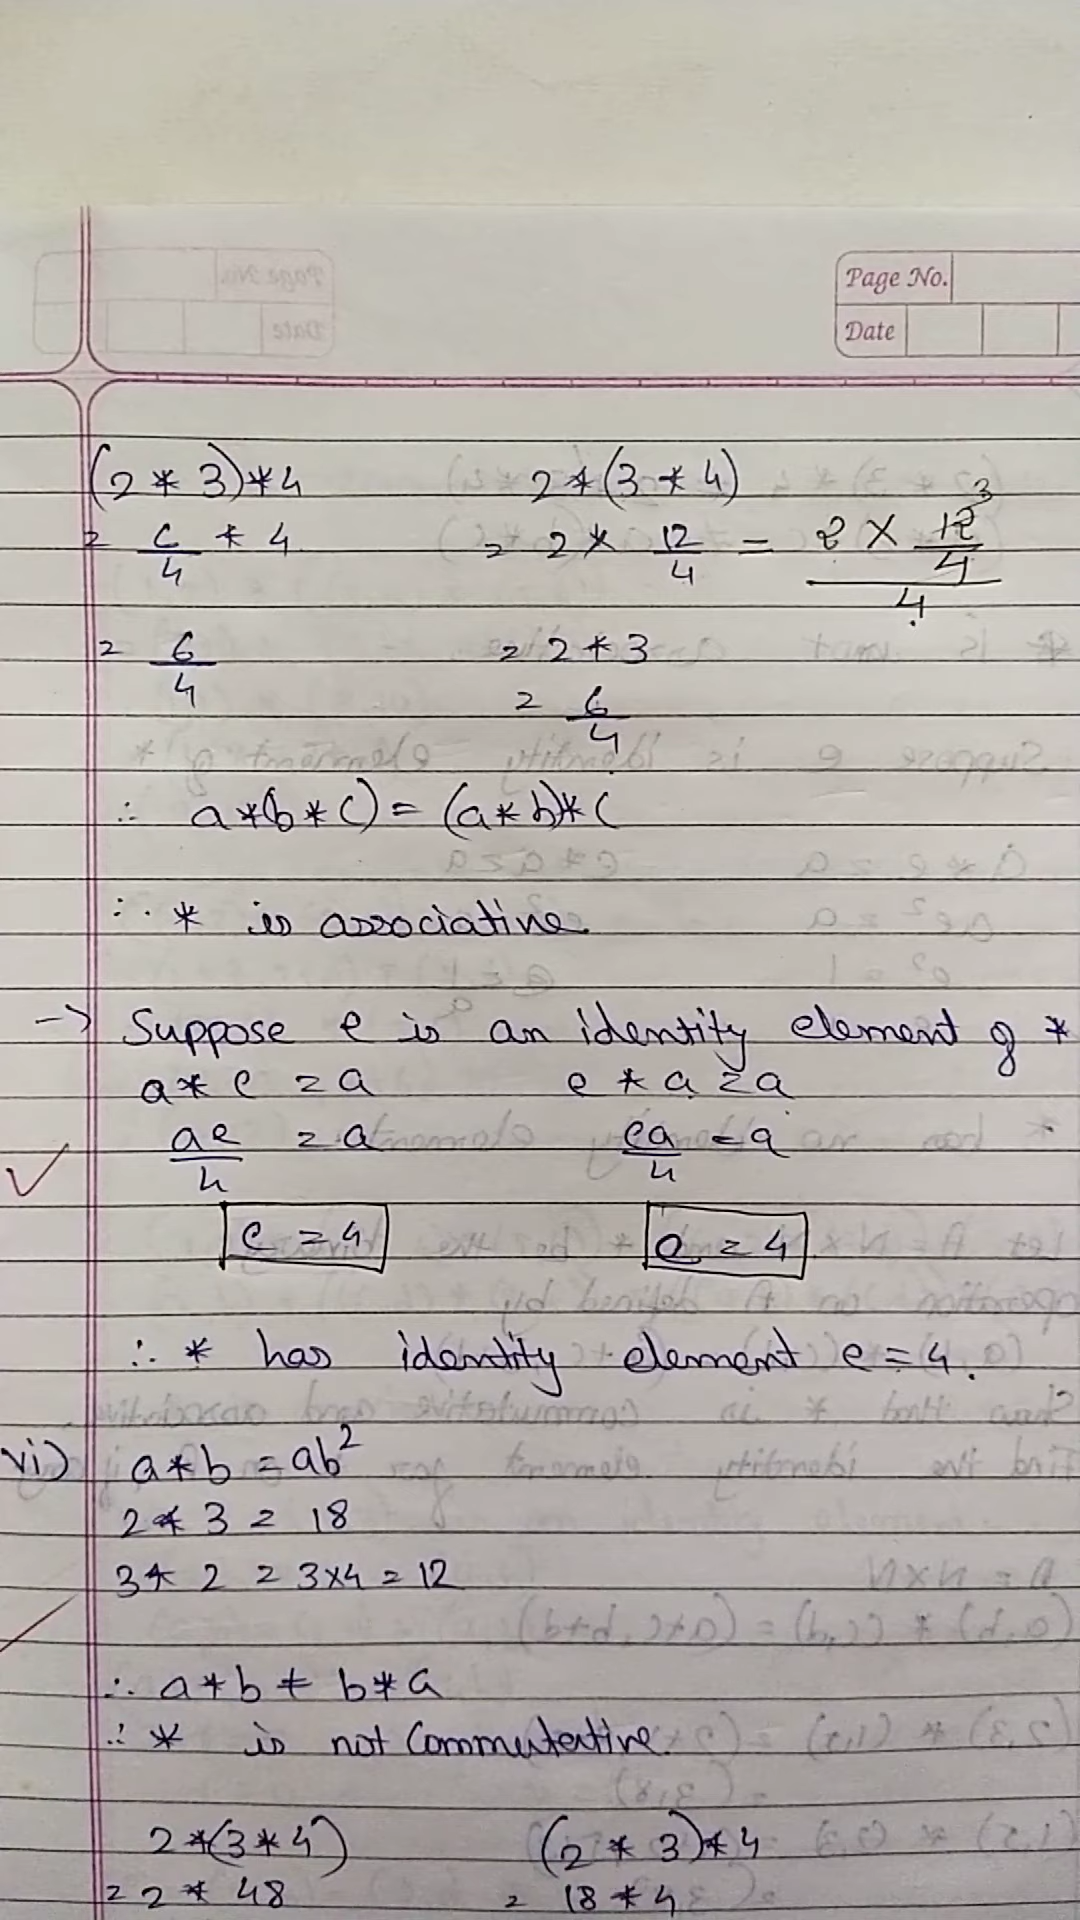 Page No.
Date
(2 * 3) * 4    2 * (3 * 4)
= 6/4 * 4    = 2 * 12/4 = (2 × 12/4)/4    3
= 6/4    = 2 * 3
= 6/4
∴ a * (b * c) = (a * b) * c
∴ * is associative.
→ Suppose e is an identity element of *
a * e = a    e * a = a
ae/4 = a    ea/4 = a
e = 4    e = 4
∴ * has identity element e = 4.
vi) a * b = ab²
2 * 3 = 18
3 * 2 = 3×4 = 12
∴ a * b ≠ b * a
∴ * is not Commutative.
2 * (3 * 4)    (2 * 3) * 4
= 2 * 48    = 18 * 4